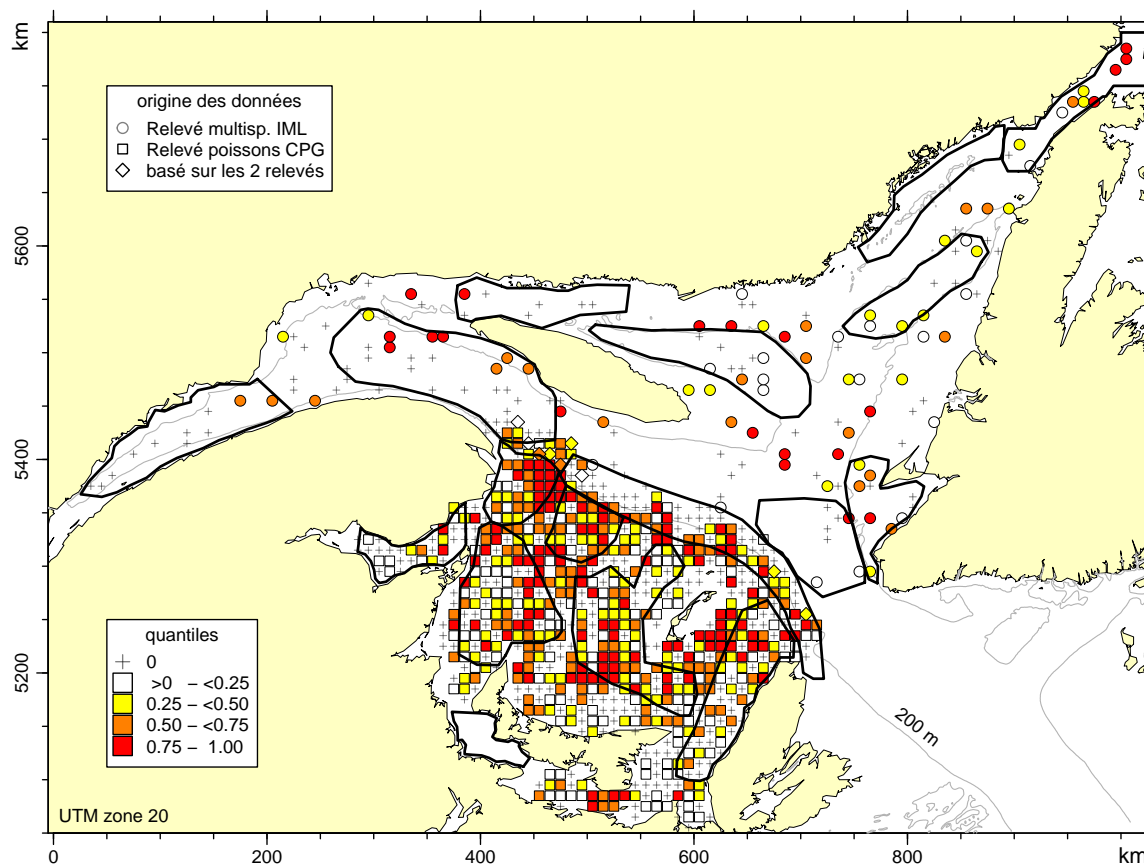 km
origine des données
Relevé multisp. IML
Relevé poissons CPG
basé sur les 2 relevés
5600
5400
5200
quantiles
0
>0 – <0.25
0.25 – <0.50
0.50 – <0.75
0.75 – 1.00
200 m
UTM zone 20
0 200 400 600 800 km